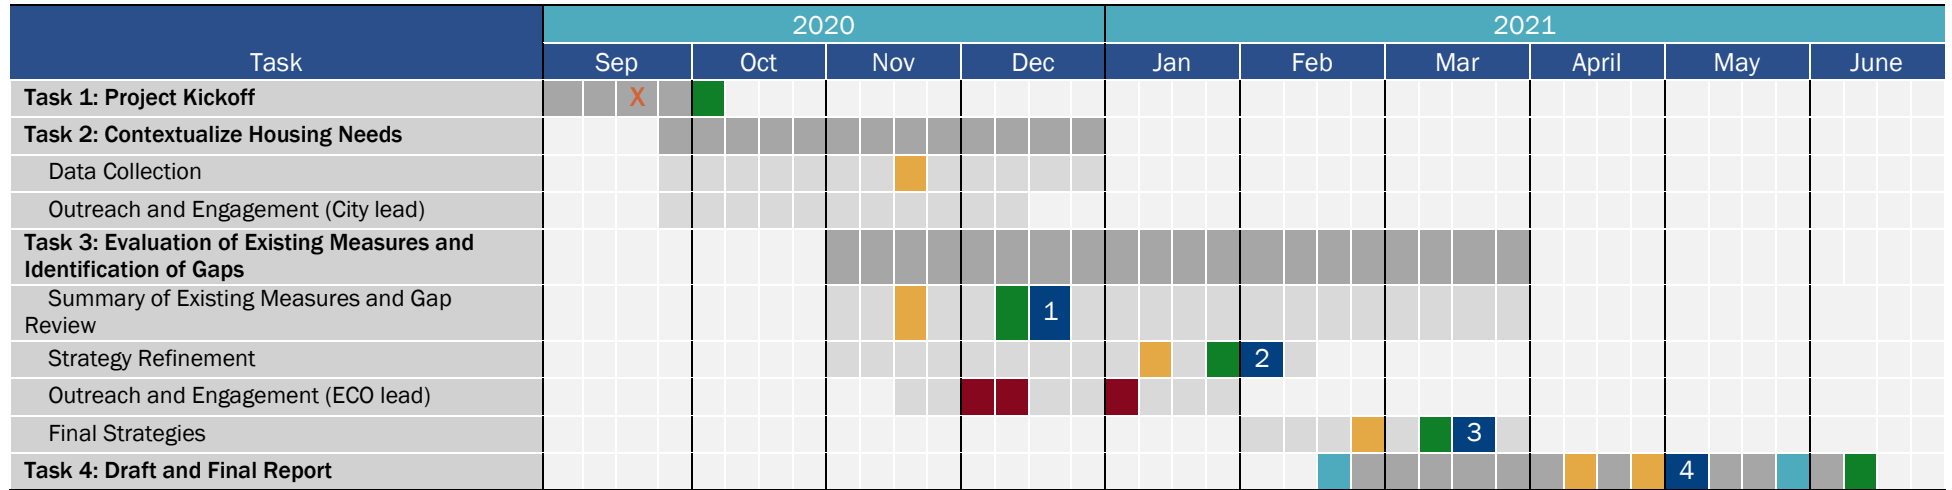 2020 2021
Task Sep Oct Nov Dec Jan Feb Mar April May June
Task 1: Project Kickoff X
Task 2: Contextualize Housing Needs
Data Collection
Outreach and Engagement (City lead)
Task 3: Evaluation of Existing Measures and
Identification of Gaps
Summary of Existing Measures and Gap
Review 1
Strategy Refinement 2
Outreach and Engagement (ECO lead)
Final Strategies 3
Task 4: Draft and Final Report 4